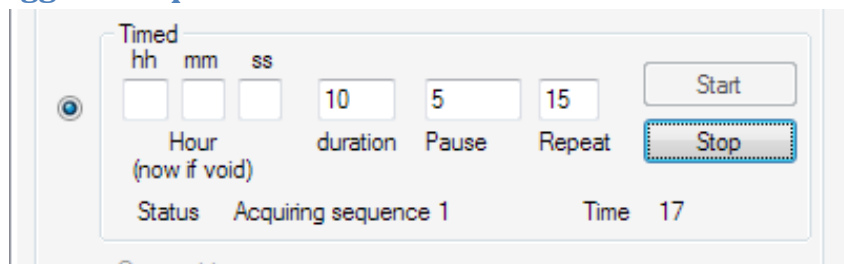 Timed
hh mm ss
10 5 15 Start
Hour duration Pause Repeat Stop
(now if void)
Status Acquiring sequence 1 Time 17